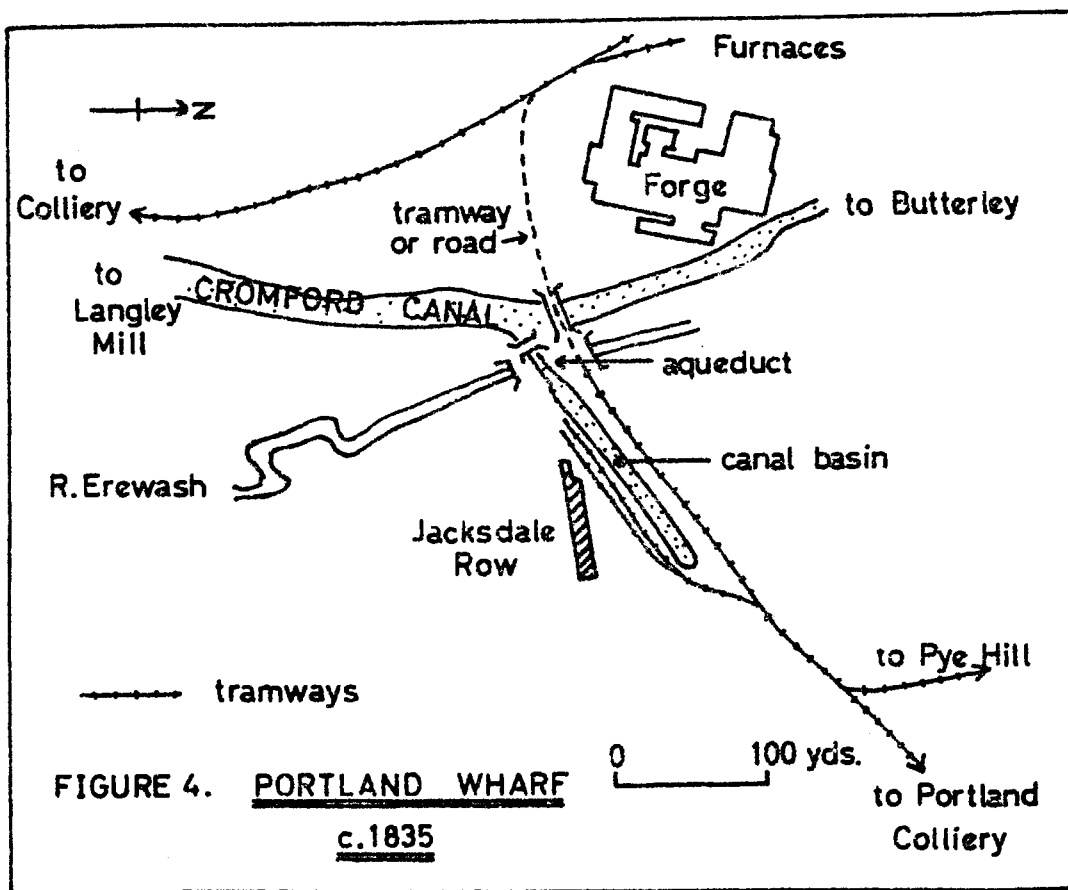 Furnaces
N
to
Colliery
Forge
tramway
or road
to Butterley
to
Langley
Mill
CROMFORD CANAL
aqueduct
canal basin
R.Erewash
Jacksdale
Row
to Pye Hill
tramways
0 100 yds.
to Portland
Colliery
FIGURE 4. PORTLAND WHARF
c.1835